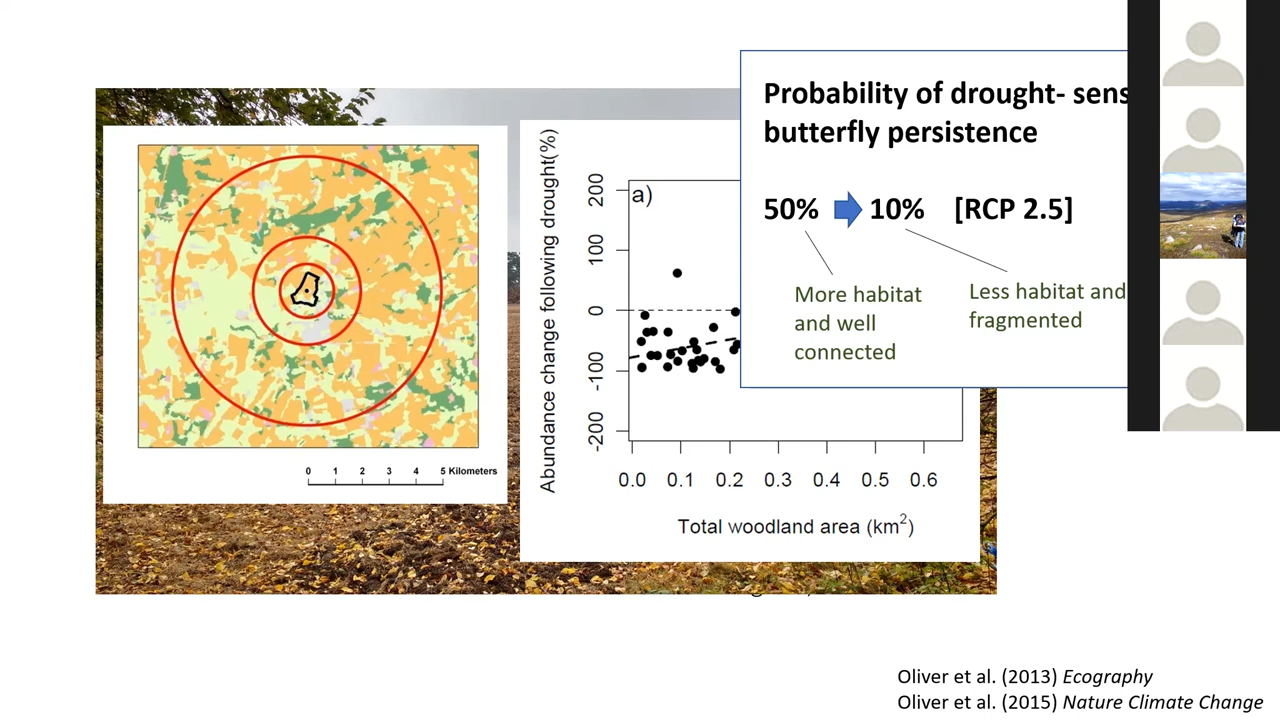 Probability of drought- sens
butterfly persistence
50% 10% [RCP 2.5]
More habitat
and well
connected
Less habitat and
fragmented
0 1 2 3 4 5 Kilometers
Abundance change following drought(%)
200
100
0
-100
-200
a)
0.0 0.1 0.2 0.3 0.4 0.5 0.6
Total woodland area (km²)
Oliver et al. (2013) Ecography
Oliver et al. (2015) Nature Climate Change